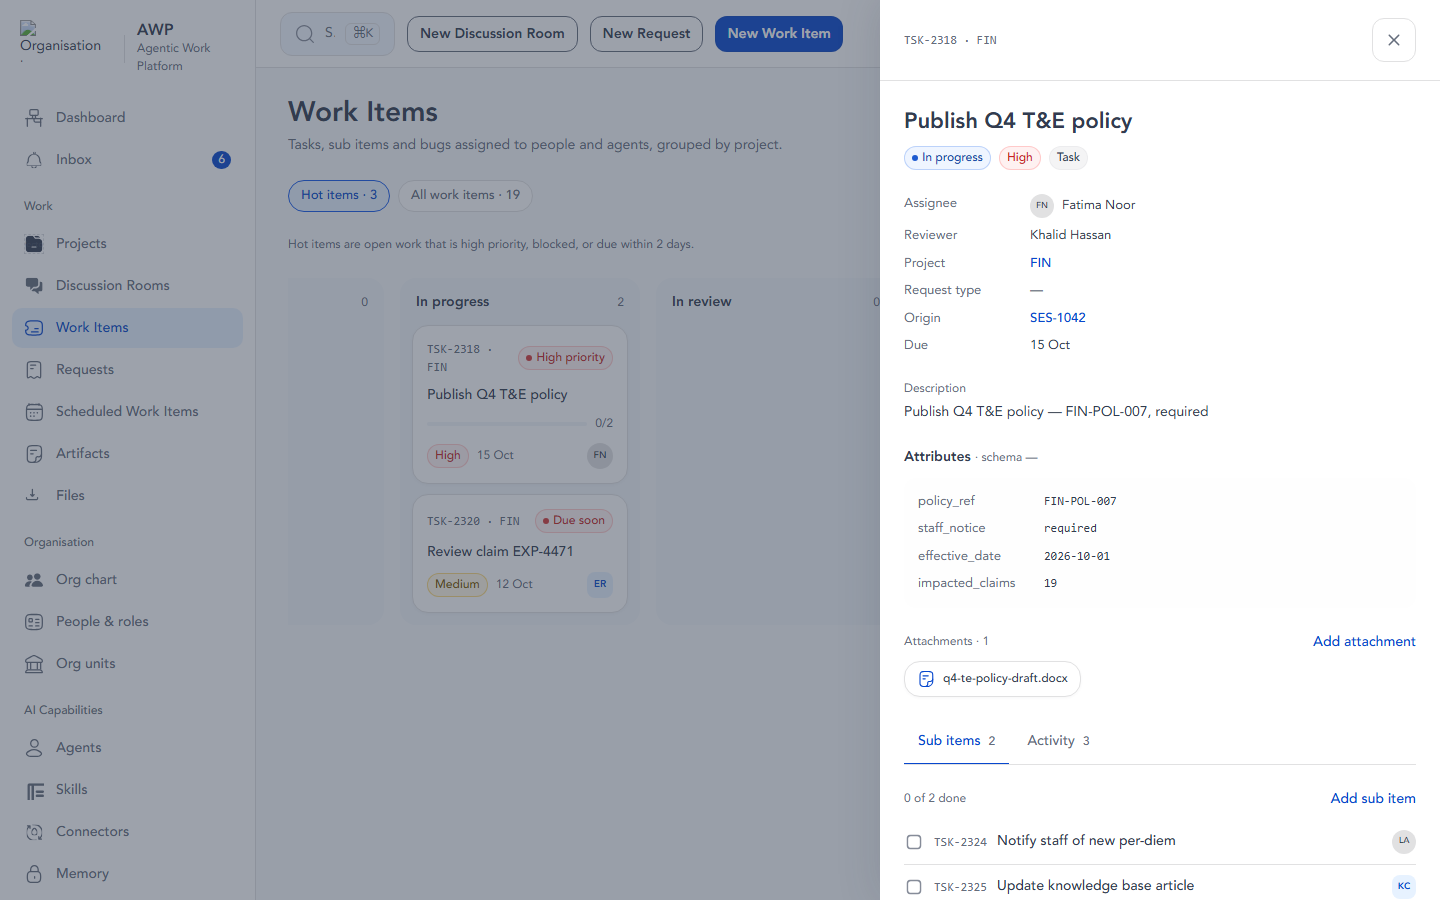 Organisation
AWP
Agentic Work
Platform
Dashboard
Inbox 6
Work
Projects
Discussion Rooms
Work Items
Requests
Scheduled Work Items
Artifacts
Files
Organisation
Org chart
People & roles
Org units
AI Capabilities
Agents
Skills
Connectors
Memory
S ⌘K
New Discussion Room
New Request
New Work Item
Work Items
Tasks, sub items and bugs assigned to people and agents, grouped by project.
Hot items · 3
All work items · 19
Hot items are open work that is high priority, blocked, or due within 2 days.
0
In progress 2
TSK-2318 ·
FIN
High priority
Publish Q4 T&E policy
0/2
High 15 Oct FN
TSK-2320 · FIN Due soon
Review claim EXP-4471
Medium 12 Oct ER
In review 0
TSK-2318 · FIN
Publish Q4 T&E policy
In progress High Task
Assignee FN Fatima Noor
Reviewer Khalid Hassan
Project FIN
Request type —
Origin SES-1042
Due 15 Oct
Description
Publish Q4 T&E policy — FIN-POL-007, required
Attributes · schema —
policy_ref FIN-POL-007
staff_notice required
effective_date 2026-10-01
impacted_claims 19
Attachments · 1 Add attachment
q4-te-policy-draft.docx
Sub items 2 Activity 3
0 of 2 done Add sub item
TSK-2324 Notify staff of new per-diem LA
TSK-2325 Update knowledge base article KC